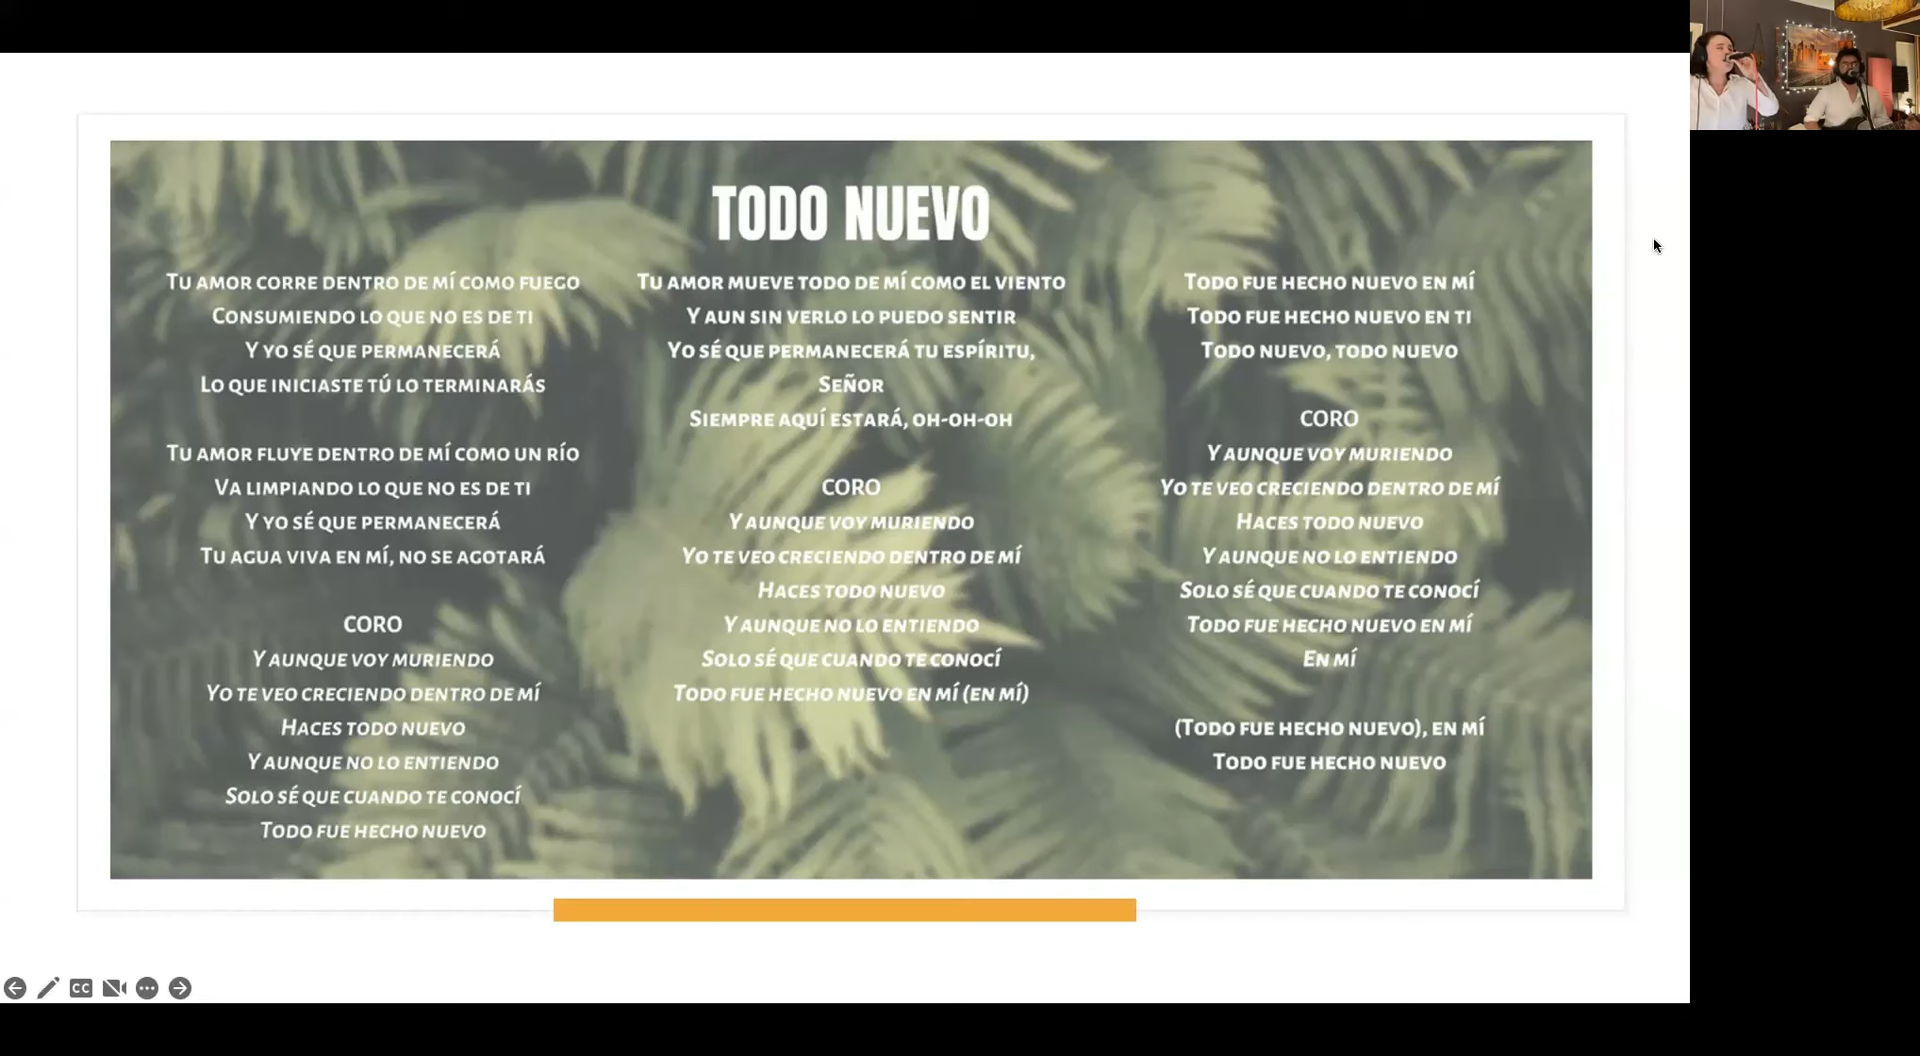 TODO NUEVO
TU AMOR CORRE DENTRO DE MÍ COMO FUEGO
CONSUMIENDO LO QUE NO ES DE TI
Y YO SÉ QUE PERMANECERÁ
LO QUE INICIASTE TÚ LO TERMINARÁS
TU AMOR FLUYE DENTRO DE MÍ COMO UN RÍO
VA LIMPIANDO LO QUE NO ES DE TI
Y YO SÉ QUE PERMANECERÁ
TU AGUA VIVA EN MÍ, NO SE AGOTARÁ
CORO
Y AUNQUE VOY MURIENDO
YO TE VEO CRECIENDO DENTRO DE MÍ
HACES TODO NUEVO
Y AUNQUE NO LO ENTIENDO
SOLO SÉ QUE CUANDO TE CONOCÍ
TODO FUE HECHO NUEVO
TU AMOR MUEVE TODO DE MÍ COMO EL VIENTO
Y AUN SIN VERLO LO PUEDO SENTIR
YO SÉ QUE PERMANECERÁ TU ESPÍRITU,
SEÑOR
SIEMPRE AQUÍ ESTARÁ, OH-OH-OH
CORO
Y AUNQUE VOY MURIENDO
YO TE VEO CRECIENDO DENTRO DE MÍ
HACES TODO NUEVO
Y AUNQUE NO LO ENTIENDO
SOLO SÉ QUE CUANDO TE CONOCÍ
TODO FUE HECHO NUEVO EN MÍ (EN MÍ)
TODO FUE HECHO NUEVO EN MÍ
TODO FUE HECHO NUEVO EN TI
TODO NUEVO, TODO NUEVO
CORO
Y AUNQUE VOY MURIENDO
YO TE VEO CRECIENDO DENTRO DE MÍ
HACES TODO NUEVO
Y AUNQUE NO LO ENTIENDO
SOLO SÉ QUE CUANDO TE CONOCÍ
TODO FUE HECHO NUEVO EN MÍ
EN MÍ
(TODO FUE HECHO NUEVO), EN MÍ
TODO FUE HECHO NUEVO
CC